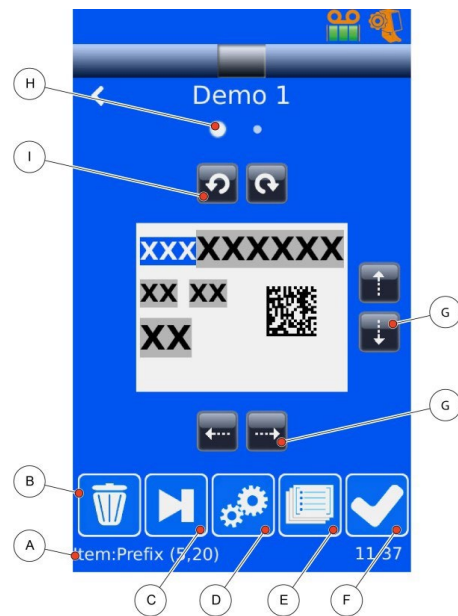 H
Demo 1
I
XXXXXXXXX
XX XX
XX
G
G
B
A
Item:Prefix (5,20)
11:37
C
D
E
F